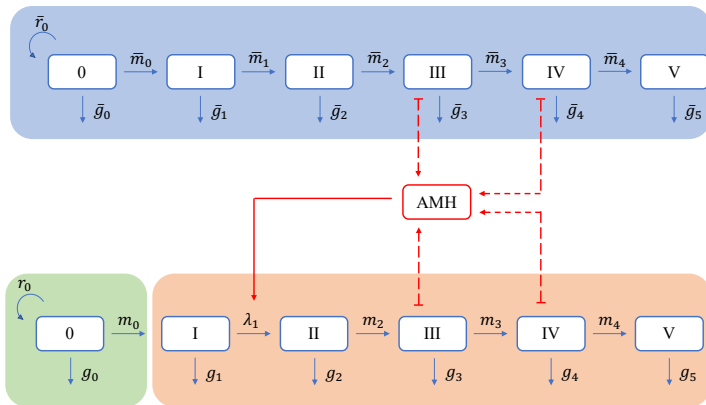 r̄₀
0 m̄₀ I m̄₁ II m̄₂ III m̄₃ IV m̄₄ V
ḡ₀ ḡ₁ ḡ₂ ḡ₃ ḡ₄ ḡ₅
AMH
r₀
0 m₀ I λ₁ II m₂ III m₃ IV m₄ V
g₀ g₁ g₂ g₃ g₄ g₅